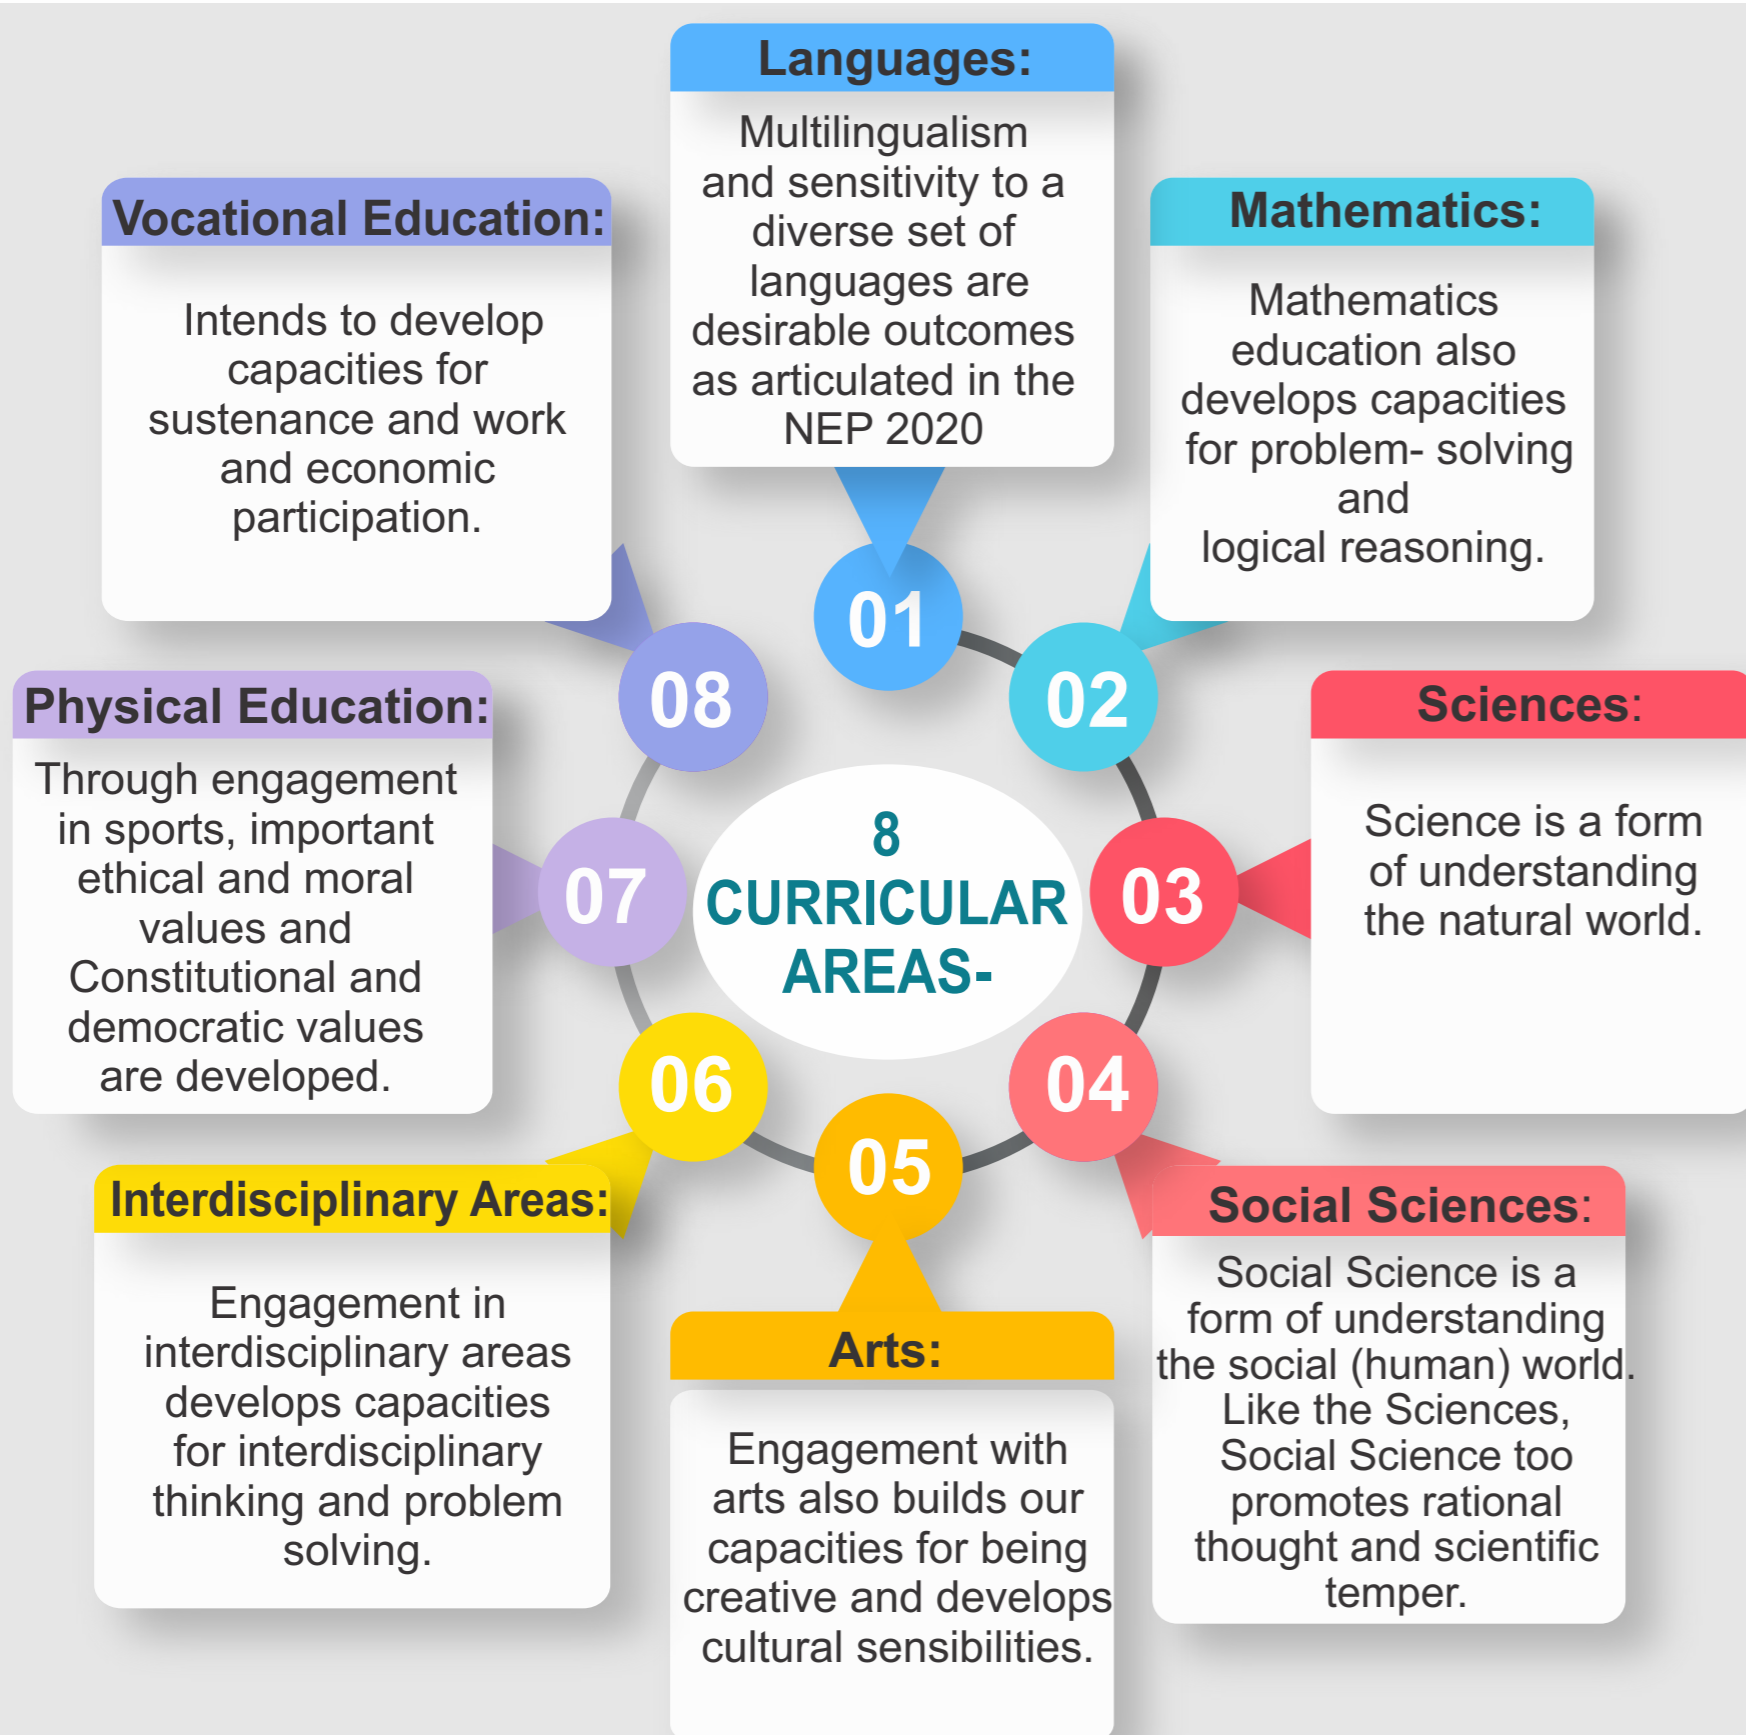 8
CURRICULAR
AREAS-
01
Languages:
Multilingualism
and sensitivity to a
diverse set of
languages are
desirable outcomes
as articulated in the
NEP 2020
02
Mathematics:
Mathematics
education also
develops capacities
for problem- solving
and
logical reasoning.
03
Sciences:
Science is a form
of understanding
the natural world.
04
Social Sciences:
Social Science is a
form of understanding
the social (human) world.
Like the Sciences,
Social Science too
promotes rational
thought and scientific
temper.
05
Arts:
Engagement with
arts also builds our
capacities for being
creative and develops
cultural sensibilities.
06
Interdisciplinary Areas:
Engagement in
interdisciplinary areas
develops capacities
for interdisciplinary
thinking and problem
solving.
07
Physical Education:
Through engagement
in sports, important
ethical and moral
values and
Constitutional and
democratic values
are developed.
08
Vocational Education:
Intends to develop
capacities for
sustenance and work
and economic
participation.